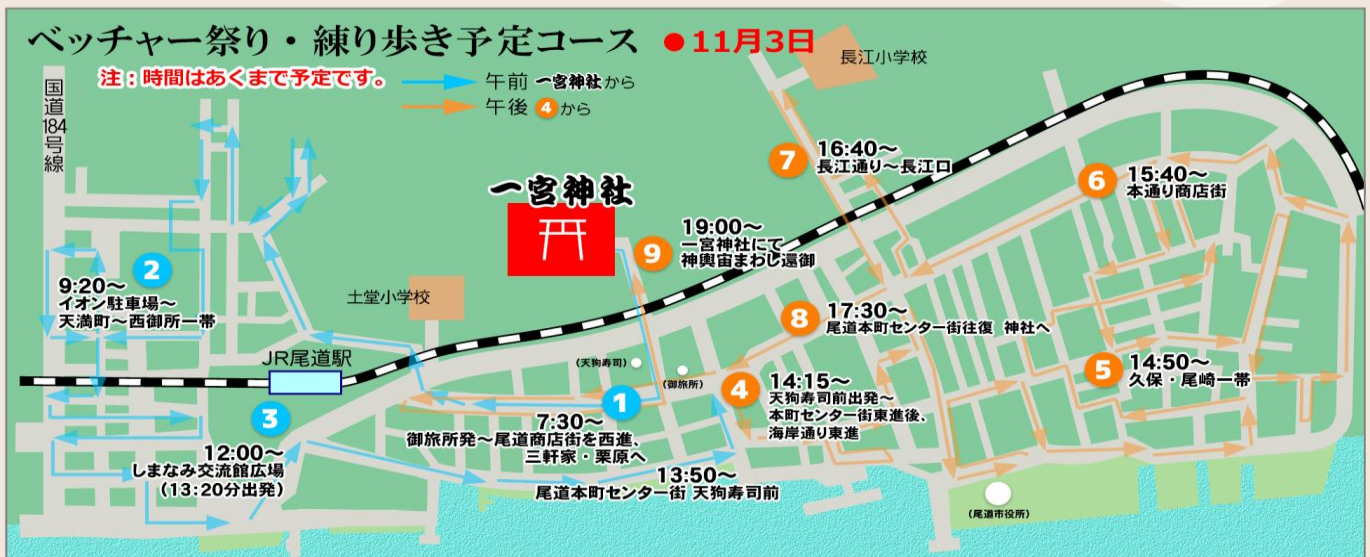 ベッチャー祭り・練り歩き予定コース ●11月3日
注：時間はあくまで予定です。
午前 一宮神社から
午後 4 から
国道184号線
長江小学校
7
16:40～
長江通り～長江口
6
15:40～
本通り商店街
一宮神社
9
19:00～
一宮神社にて
神輿宙まわし還御
2
9:20～
イオン駐車場～
天満町～西御所一帯
土堂小学校
8
17:30～
尾道本町センター街往復 神社へ
JR尾道駅
(天狗寿司)
(御旅所)
5
14:50～
久保・尾崎一帯
4
14:15～
天狗寿司前出発～
本町センター街東進後、
海岸通り東進
1
7:30～
御旅所発～尾道商店街を西進、
三軒家・栗原へ
3
12:00～
しまなみ交流館広場
(13:20分出発)
13:50～
尾道本町センター街 天狗寿司前
(尾道市役所)